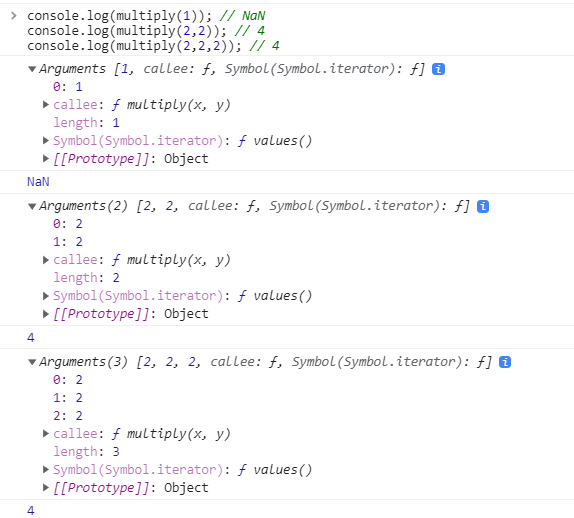 > console.log(multiply(1)); // NaN
console.log(multiply(2,2)); // 4
console.log(multiply(2,2,2)); // 4
▼Arguments [1, callee: ƒ, Symbol(Symbol.iterator): ƒ] i
0: 1
▶callee: ƒ multiply(x, y)
length: 1
▶Symbol(Symbol.iterator): ƒ values()
▶[[Prototype]]: Object
NaN
▼Arguments(2) [2, 2, callee: ƒ, Symbol(Symbol.iterator): ƒ] i
0: 2
1: 2
▶callee: ƒ multiply(x, y)
length: 2
▶Symbol(Symbol.iterator): ƒ values()
▶[[Prototype]]: Object
4
▼Arguments(3) [2, 2, 2, callee: ƒ, Symbol(Symbol.iterator): ƒ] i
0: 2
1: 2
2: 2
▶callee: ƒ multiply(x, y)
length: 3
▶Symbol(Symbol.iterator): ƒ values()
▶[[Prototype]]: Object
4